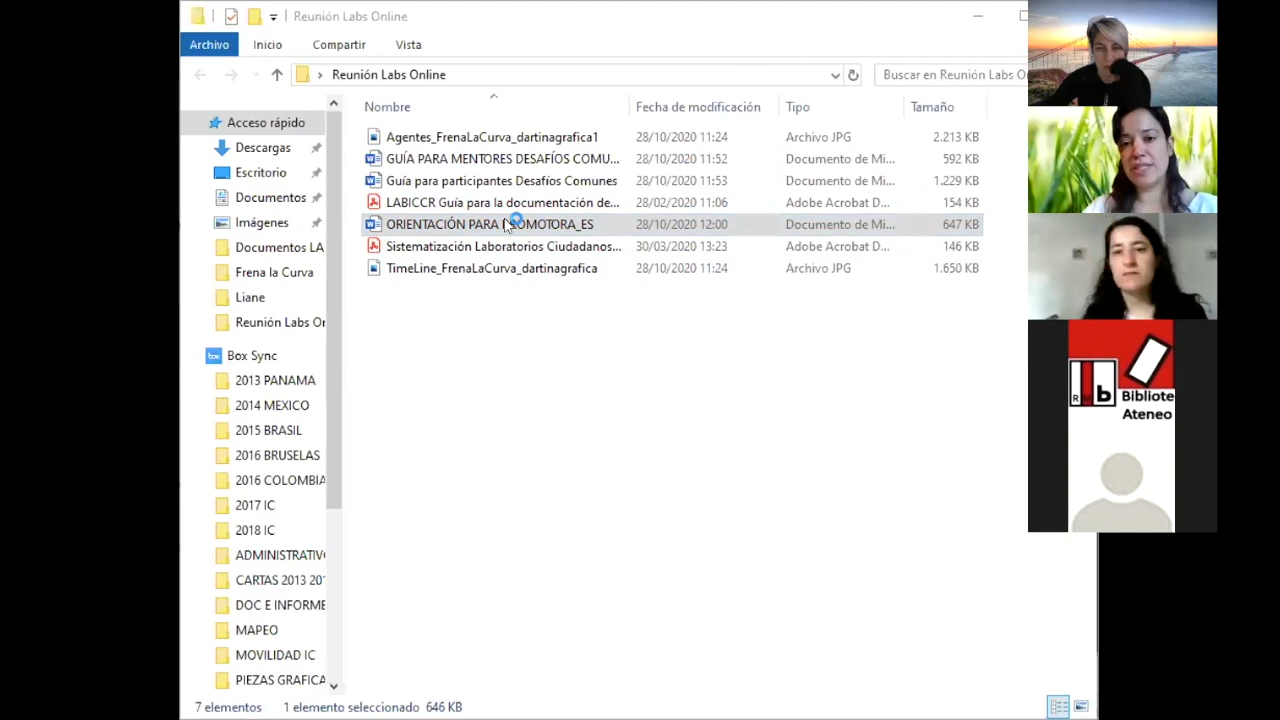 Reunión Labs Online
Archivo Inicio Compartir Vista
Reunión Labs Online
Buscar en Reunión Labs O
Nombre Fecha de modificación Tipo Tamaño
Acceso rápido
Descargas
Escritorio
Documentos
Imágenes
Documentos LA
Frena la Curva
Liane
Reunión Labs Or
Box Sync
2013 PANAMA
2014 MEXICO
2015 BRASIL
2016 BRUSELAS
2016 COLOMBIA
2017 IC
2018 IC
ADMINISTRATIV
CARTAS 2013 20
DOC E INFORME
MAPEO
MOVILIDAD IC
PIEZAS GRAFICA
Agentes_FrenaLaCurva_dartinagrafica1 28/10/2020 11:24 Archivo JPG 2.213 KB
GUÍA PARA MENTORES DESAFÍOS COMU... 28/10/2020 11:52 Documento de Mi... 592 KB
Guía para participantes Desafíos Comunes 28/10/2020 11:53 Documento de Mi... 1.229 KB
LABICCR Guía para la documentación de... 28/02/2020 11:06 Adobe Acrobat D... 154 KB
ORIENTACIÓN PARA PROMOTORA_ES 28/10/2020 12:00 Documento de Mi... 647 KB
Sistematización Laboratorios Ciudadanos... 30/03/2020 13:23 Adobe Acrobat D... 146 KB
TimeLine_FrenaLaCurva_dartinagrafica 28/10/2020 11:24 Archivo JPG 1.650 KB
7 elementos 1 elemento seleccionado 646 KB
Bibliote
Ateneo